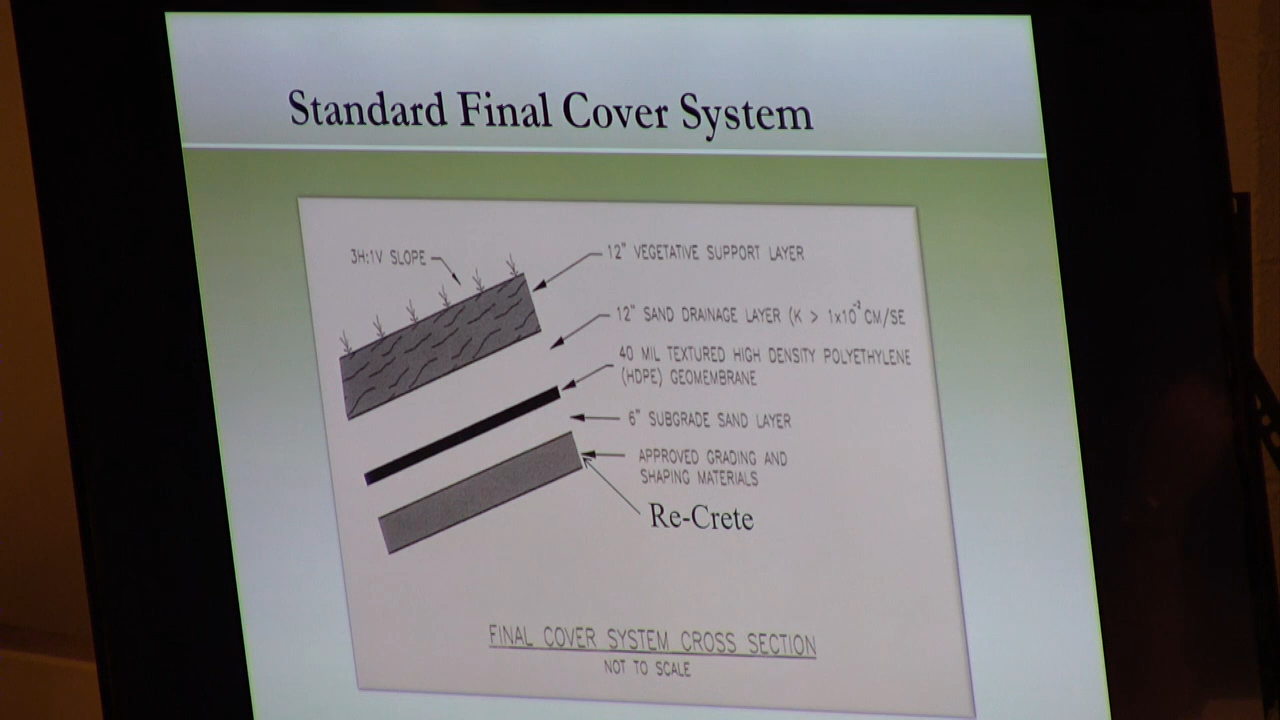 Standard Final Cover System
3H:1V SLOPE
12" VEGETATIVE SUPPORT LAYER
12" SAND DRAINAGE LAYER (K > 1x10⁻² CM/SE
40 MIL TEXTURED HIGH DENSITY POLYETHYLENE
(HDPE) GEOMEMBRANE
6" SUBGRADE SAND LAYER
APPROVED GRADING AND
SHAPING MATERIALS
Re-Crete
FINAL COVER SYSTEM CROSS SECTION
NOT TO SCALE